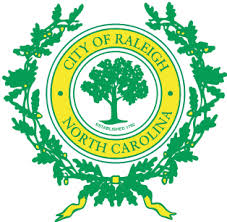 CITY OF RALEIGH
ESTABLISHED 1792
NORTH CAROLINA